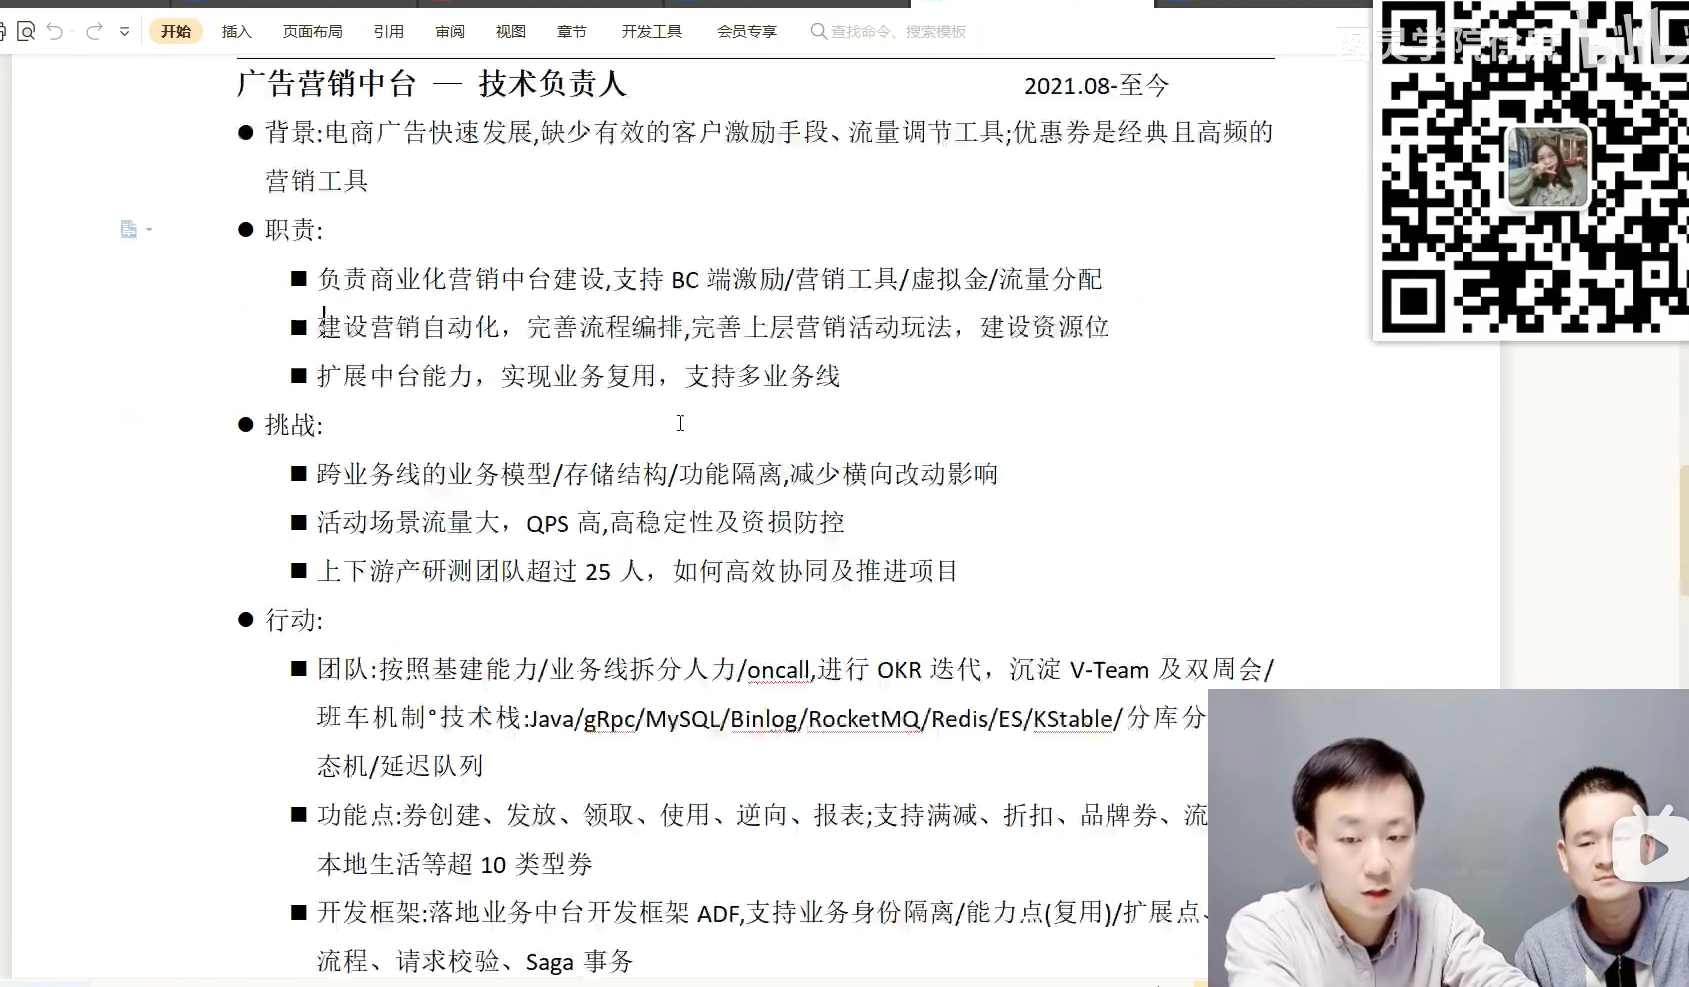 开始 插入 页面布局 引用 审阅 视图 章节 开发工具 会员专享 查找命令、搜索模板
广告营销中台 — 技术负责人 2021.08-至今
背景:电商广告快速发展,缺少有效的客户激励手段、流量调节工具;优惠券是经典且高频的
营销工具
职责:
负责商业化营销中台建设,支持 BC 端激励/营销工具/虚拟金/流量分配
建设营销自动化，完善流程编排,完善上层营销活动玩法，建设资源位
扩展中台能力，实现业务复用，支持多业务线
挑战:
跨业务线的业务模型/存储结构/功能隔离,减少横向改动影响
活动场景流量大，QPS 高,高稳定性及资损防控
上下游产研测团队超过 25 人，如何高效协同及推进项目
行动:
团队:按照基建能力/业务线拆分人力/oncall,进行 OKR 迭代，沉淀 V-Team 及双周会/
班车机制°技术栈:Java/gRpc/MySQL/Binlog/RocketMQ/Redis/ES/KStable/分库分
态机/延迟队列
功能点:券创建、发放、领取、使用、逆向、报表;支持满减、折扣、品牌券、流
本地生活等超 10 类型券
开发框架:落地业务中台开发框架 ADF,支持业务身份隔离/能力点(复用)/扩展点、
流程、请求校验、Saga 事务